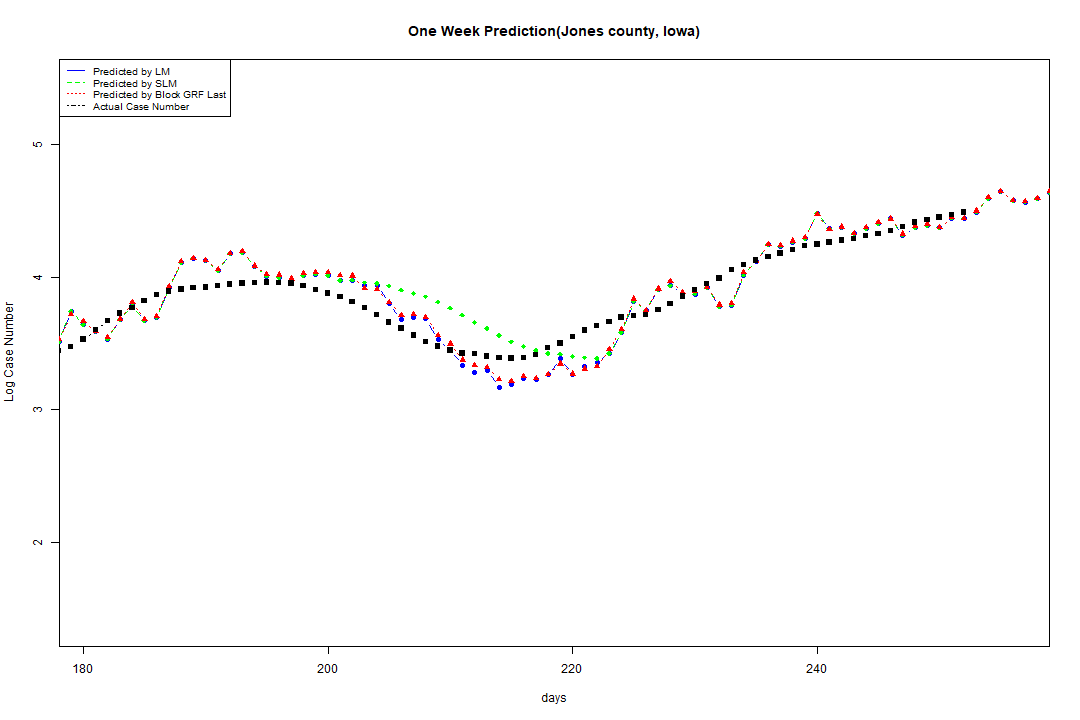 One Week Prediction(Jones county, Iowa)
Predicted by LM
Predicted by SLM
Predicted by Block GRF Last
Actual Case Number
5
4
3
2
Log Case Number
180 200 220 240
days